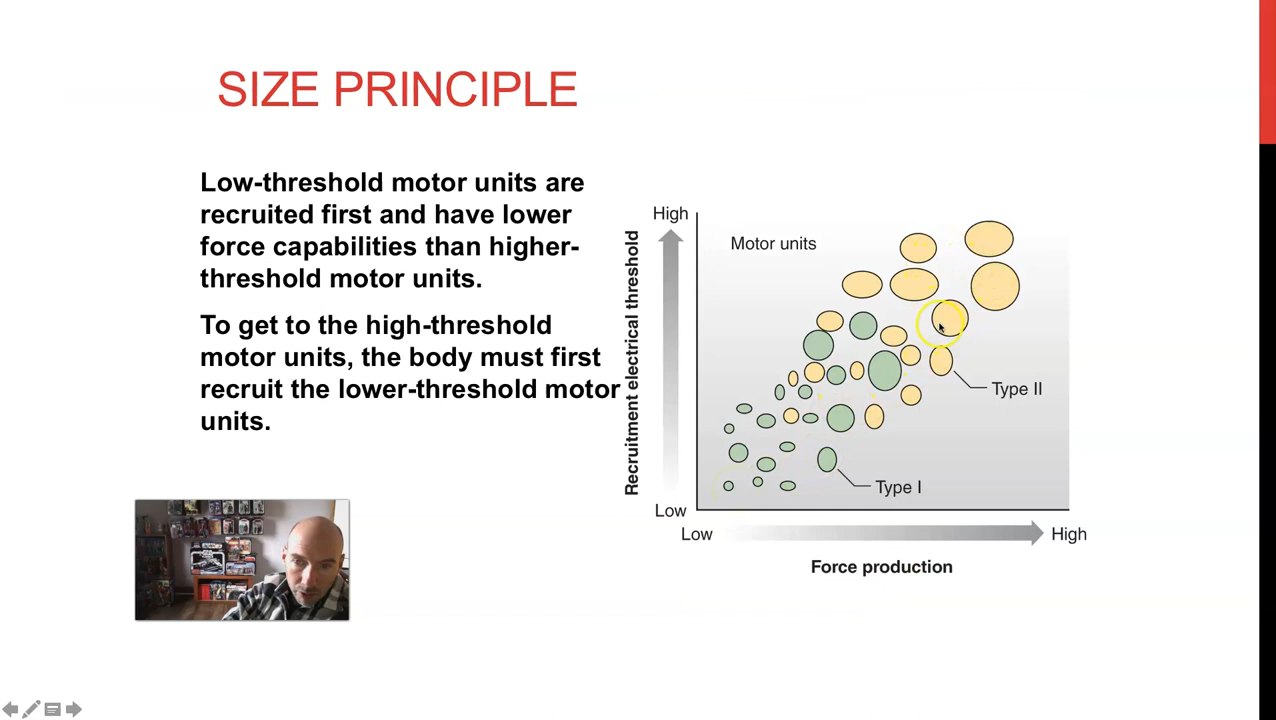 SIZE PRINCIPLE
Low-threshold motor units are
recruited first and have lower
force capabilities than higher-
threshold motor units.
To get to the high-threshold
motor units, the body must first
recruit the lower-threshold motor
units.
High
Motor units
Recruitment electrical threshold
Type II
Type I
Low
Low
High
Force production